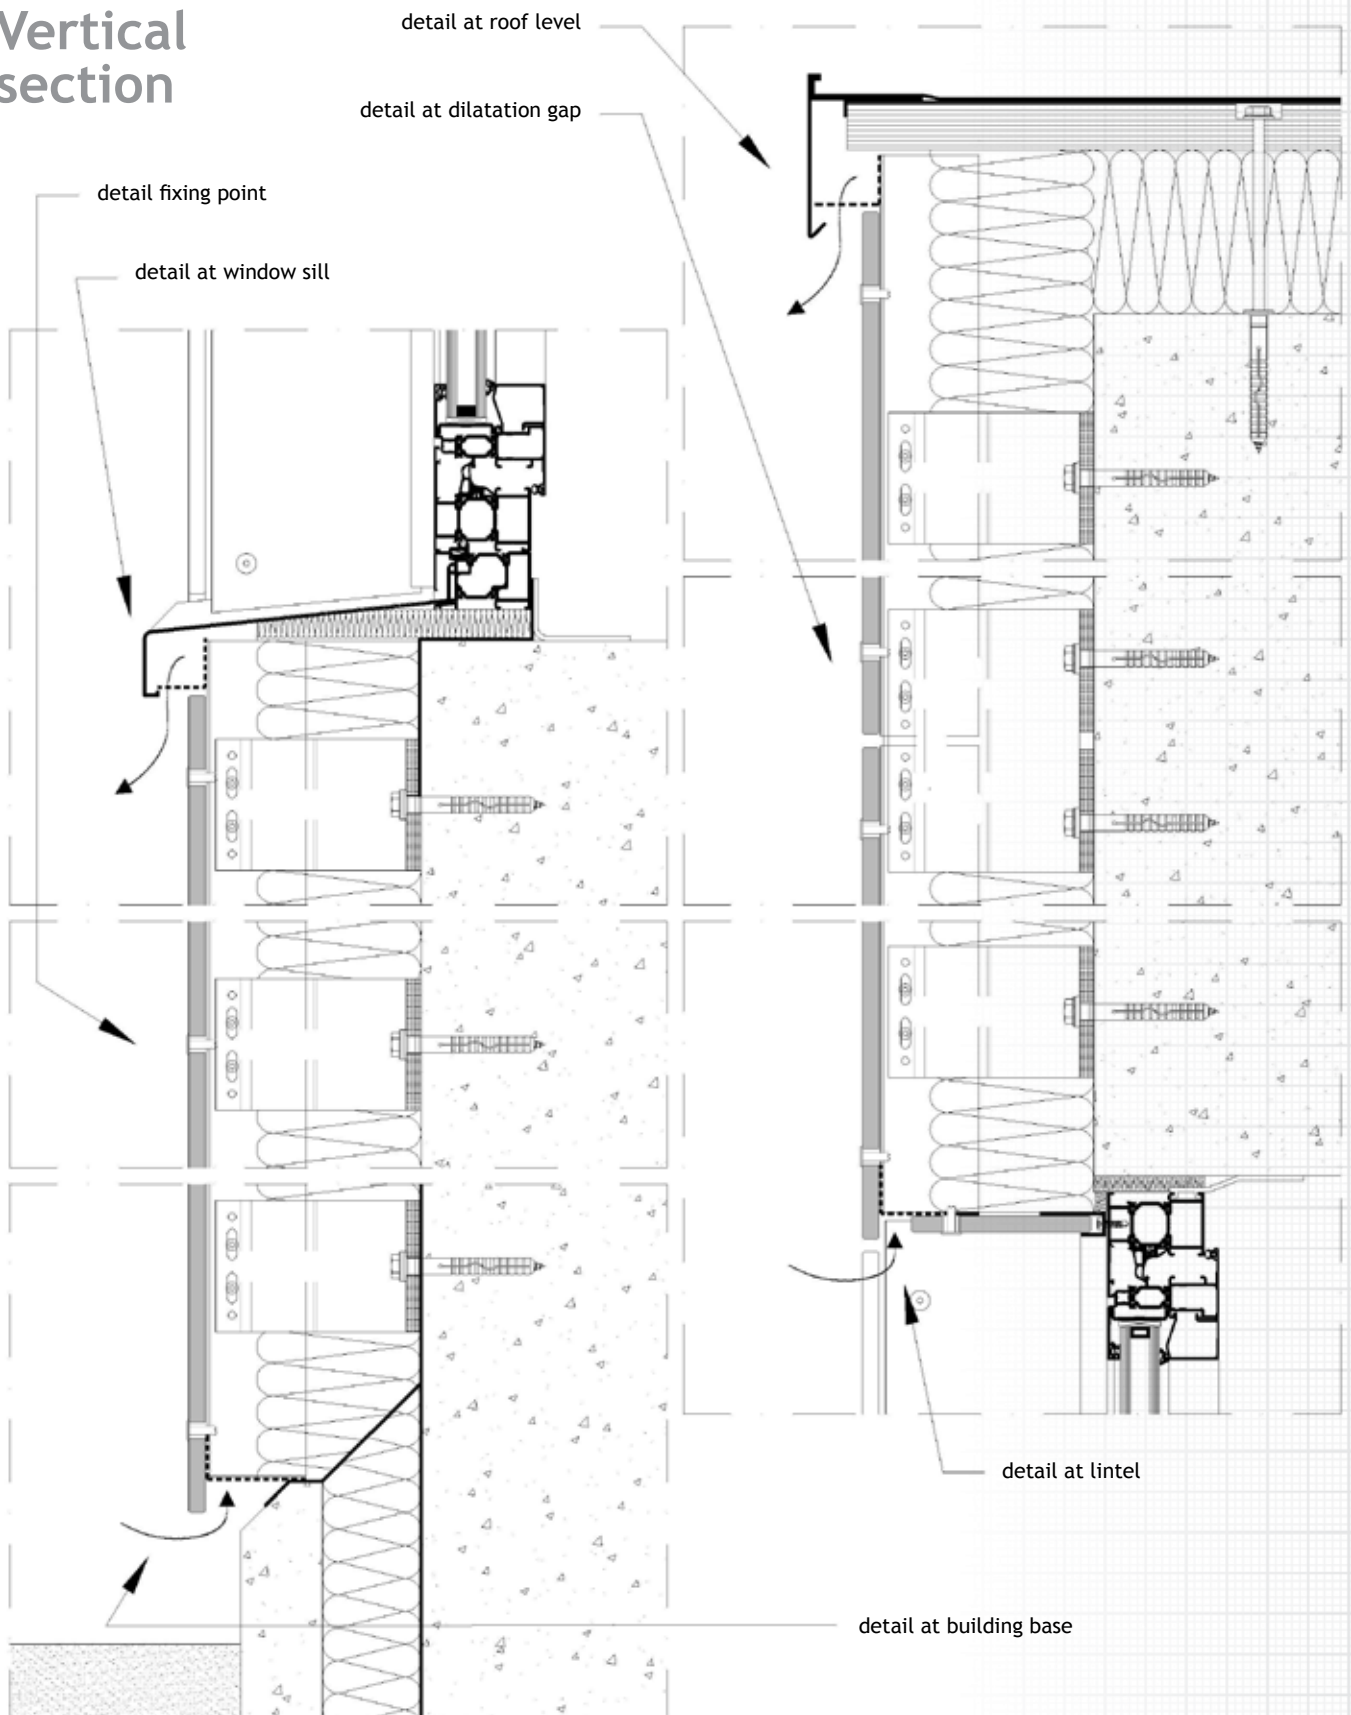 Vertical
section
detail at roof level
detail at dilatation gap
detail fixing point
detail at window sill
detail at lintel
detail at building base